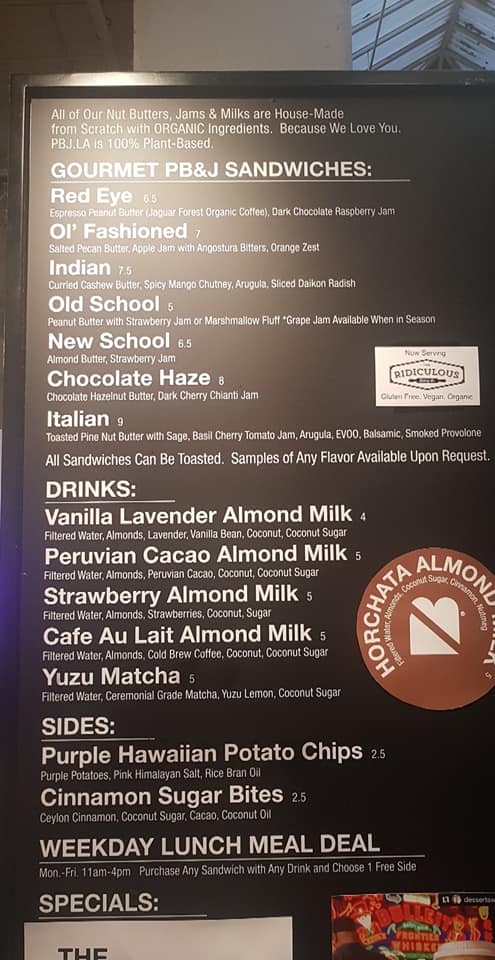 All of Our Nut Butters, Jams & Milks are House-Made
from Scratch with ORGANIC Ingredients. Because We Love You.
PBJ.LA is 100% Plant-Based.
GOURMET PB&J SANDWICHES:
Red Eye 6.5
Espresso Peanut Butter (Jaguar Forest Organic Coffee), Dark Chocolate Raspberry Jam
Ol' Fashioned 7
Salted Pecan Butter, Apple Jam with Angostura Bitters, Orange Zest
Indian 7.5
Curried Cashew Butter, Spicy Mango Chutney, Arugula, Sliced Daikon Radish
Old School 5
Peanut Butter with Strawberry Jam or Marshmallow Fluff *Grape Jam Available When in Season
New School 6.5
Almond Butter, Strawberry Jam
Now Serving
RIDICULOUS
Gluten Free, Vegan, Organic
Chocolate Haze 8
Chocolate Hazelnut Butter, Dark Cherry Chianti Jam
Italian 9
Toasted Pine Nut Butter with Sage, Basil Cherry Tomato Jam, Arugula, EVOO, Balsamic, Smoked Provolone
All Sandwiches Can Be Toasted. Samples of Any Flavor Available Upon Request.
DRINKS:
Vanilla Lavender Almond Milk 4
Filtered Water, Almonds, Lavender, Vanilla Bean, Coconut, Coconut Sugar
Peruvian Cacao Almond Milk 5
Filtered Water, Almonds, Peruvian Cacao, Coconut, Coconut Sugar
Strawberry Almond Milk 5
Filtered Water, Almonds, Strawberries, Coconut, Sugar
Cafe Au Lait Almond Milk 5
Filtered Water, Almonds, Cold Brew Coffee, Coconut, Coconut Sugar
Yuzu Matcha 5
Filtered Water, Ceremonial Grade Matcha, Yuzu Lemon, Coconut Sugar
HORCHATA ALMOND MILK 5
Filtered Water, Almonds, Coconut Sugar, Cinnamon, Nutmeg
SIDES:
Purple Hawaiian Potato Chips 2.5
Purple Potatoes, Pink Himalayan Salt, Rice Bran Oil
Cinnamon Sugar Bites 2.5
Ceylon Cinnamon, Coconut Sugar, Cacao, Coconut Oil
WEEKDAY LUNCH MEAL DEAL
Mon.-Fri. 11am-4pm Purchase Any Sandwich with Any Drink and Choose 1 Free Side
SPECIALS:
THE
BULLEIT
FRONTIER
WHISKEY